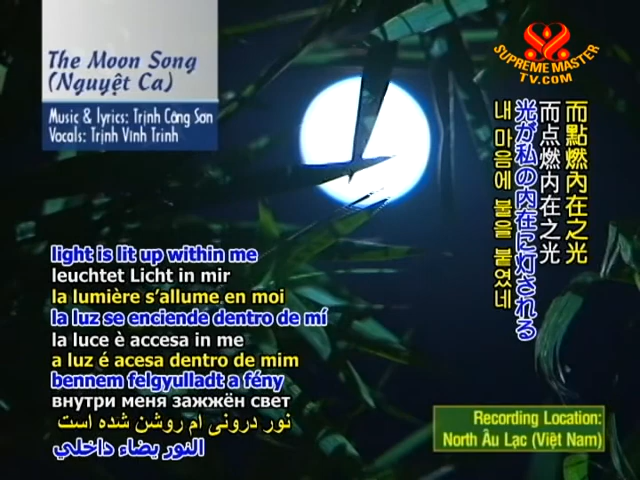 The Moon Song
(Nguyệt Ca)
Music & lyrics: Trịnh Công Sơn
Vocals: Trịnh Vĩnh Trinh
SUPREME MASTER
TV.COM
而點燃內在之光
而点燃内在之光
光が私の内在に灯される
내 마음에 불을 붙였네
light is lit up within me
leuchtet Licht in mir
la lumière s’allume en moi
la luz se enciende dentro de mí
la luce è accesa in me
a luz é acesa dentro de mim
bennem felgyulladt a fény
внутри меня зажжён свет
نور درونی ام روشن شده است
النور يضاء داخلي
Recording Location:
North Âu Lạc (Việt Nam)